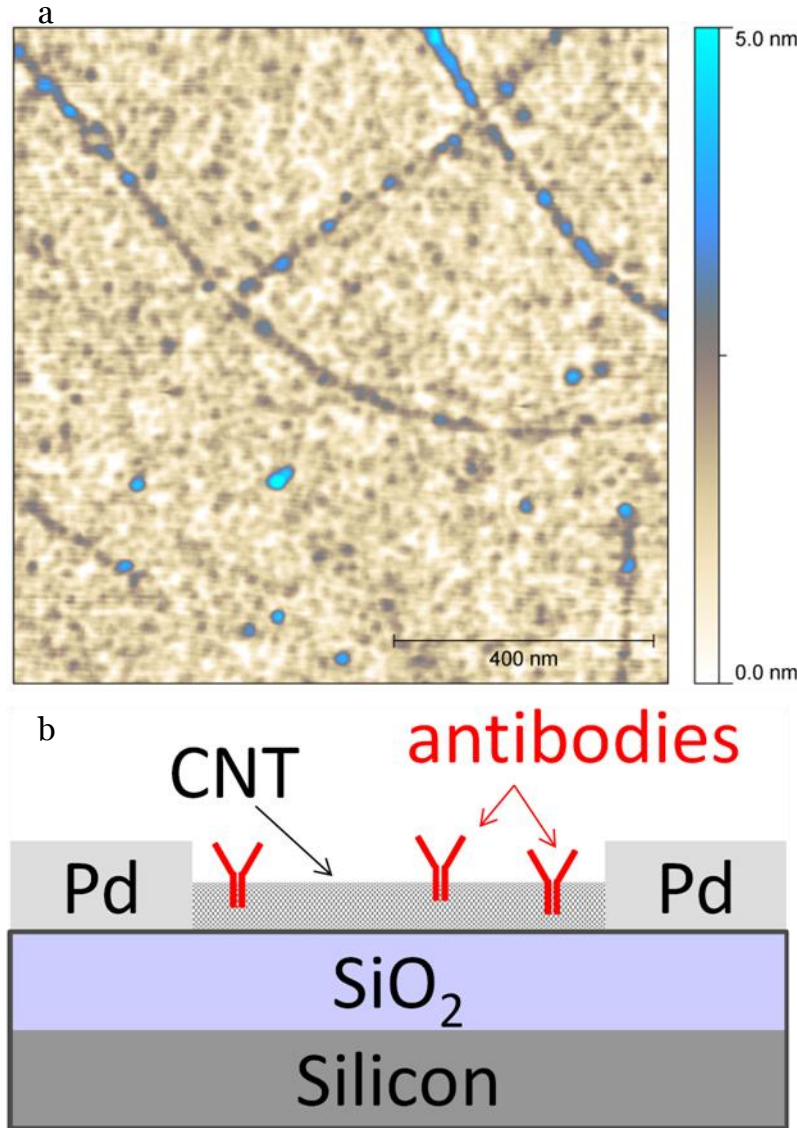 a
5.0 nm
400 nm
0.0 nm
b
antibodies
CNT
Pd
Pd
SiO₂
Silicon